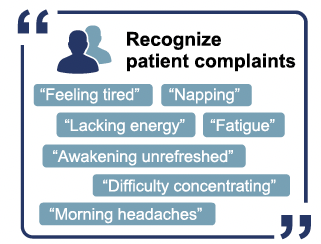 Recognize
patient complaints
“Feeling tired” “Napping”
“Lacking energy” “Fatigue”
“Awakening unrefreshed”
“Difficulty concentrating”
“Morning headaches”